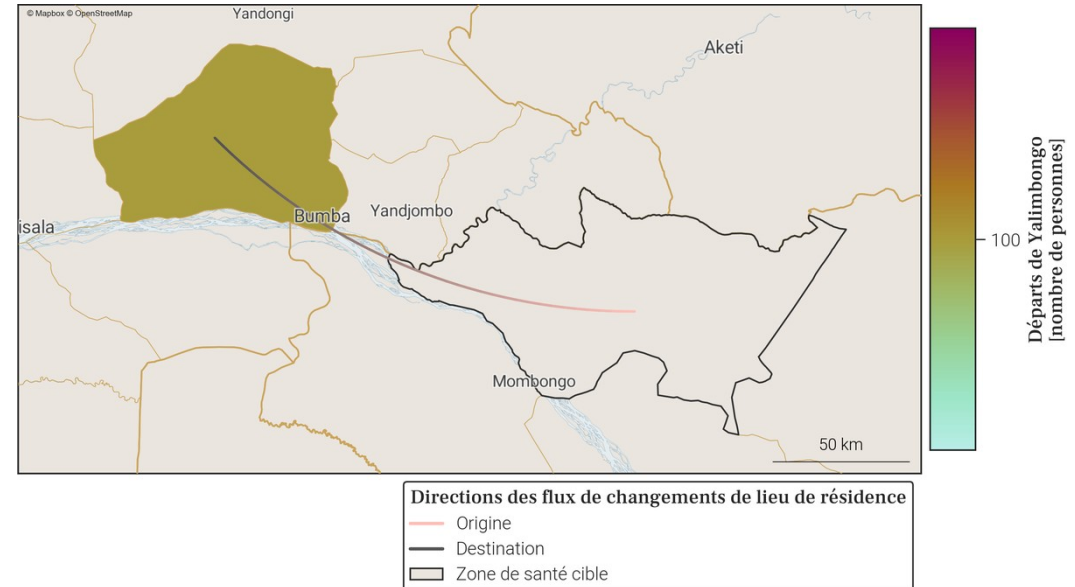 © Mapbox © OpenStreetMap
Yandongi
Aketi
Bumba
Yandjombo
isala
Mombongo
50 km
100
Départs de Yalimbongo
[nombre de personnes]
Directions des flux de changements de lieu de résidence
Origine
Destination
Zone de santé cible